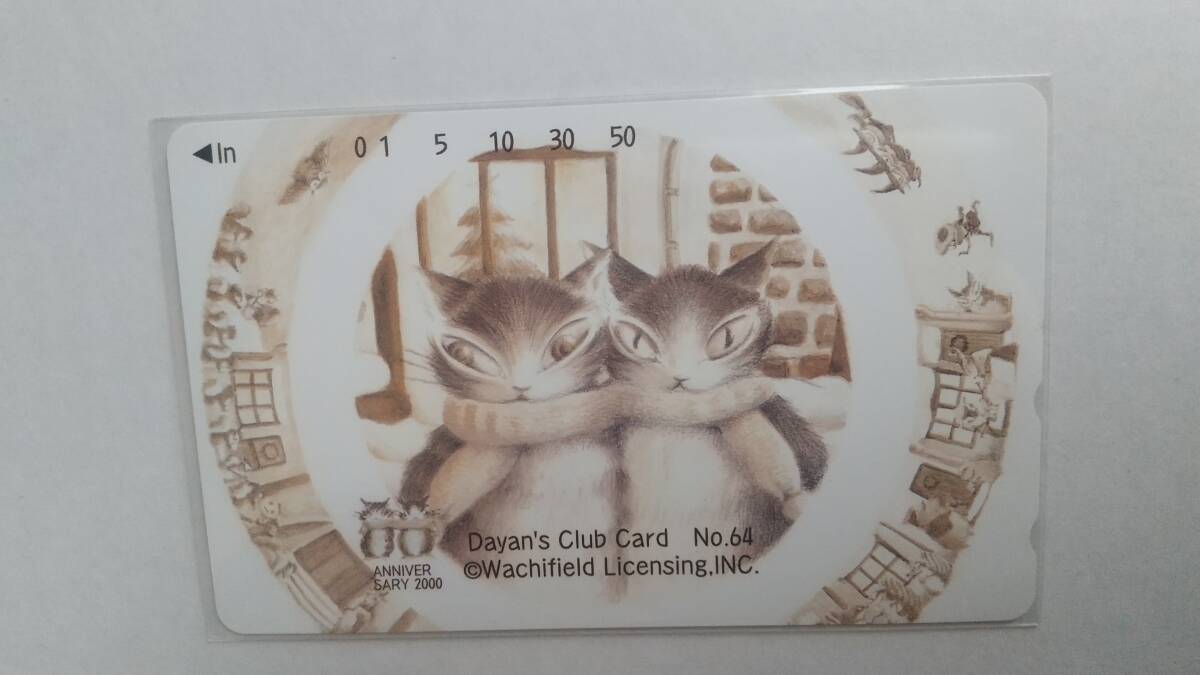 ◀In 0 1 5 10 30 50
Dayan's Club Card No.64
©Wachifield Licensing,INC.
ANNIVER
SARY 2000